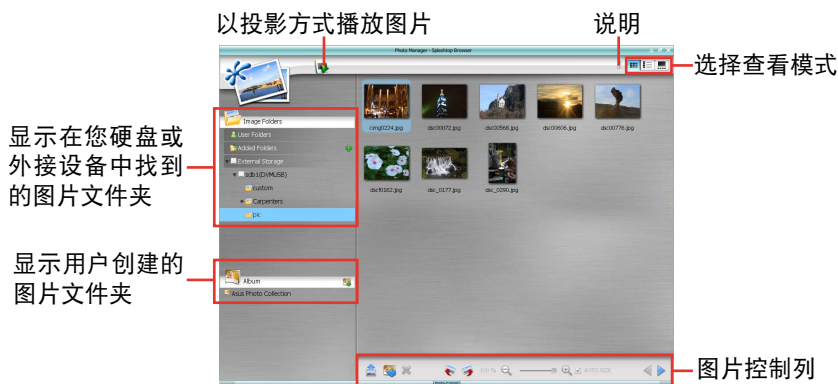 以投影方式播放图片
说明
选择查看模式
Photo Manager - Splashtop Browser
显示在您硬盘或
外接设备中找到
的图片文件夹
Image Folders
User Folders
Added Folders
External Storage
sdb1(DVMUSB)
custom
Carpenters
pic
cimg0224.jpg
dsc00072.jpg
dsc00568.jpg
dsc00606.jpg
dsc00776.jpg
dscf0162.jpg
dsc_0177.jpg
dsc_0290.jpg
显示用户创建的
图片文件夹
Album
Asus Photo Collection
100 %
AUTO SIZE
图片控制列